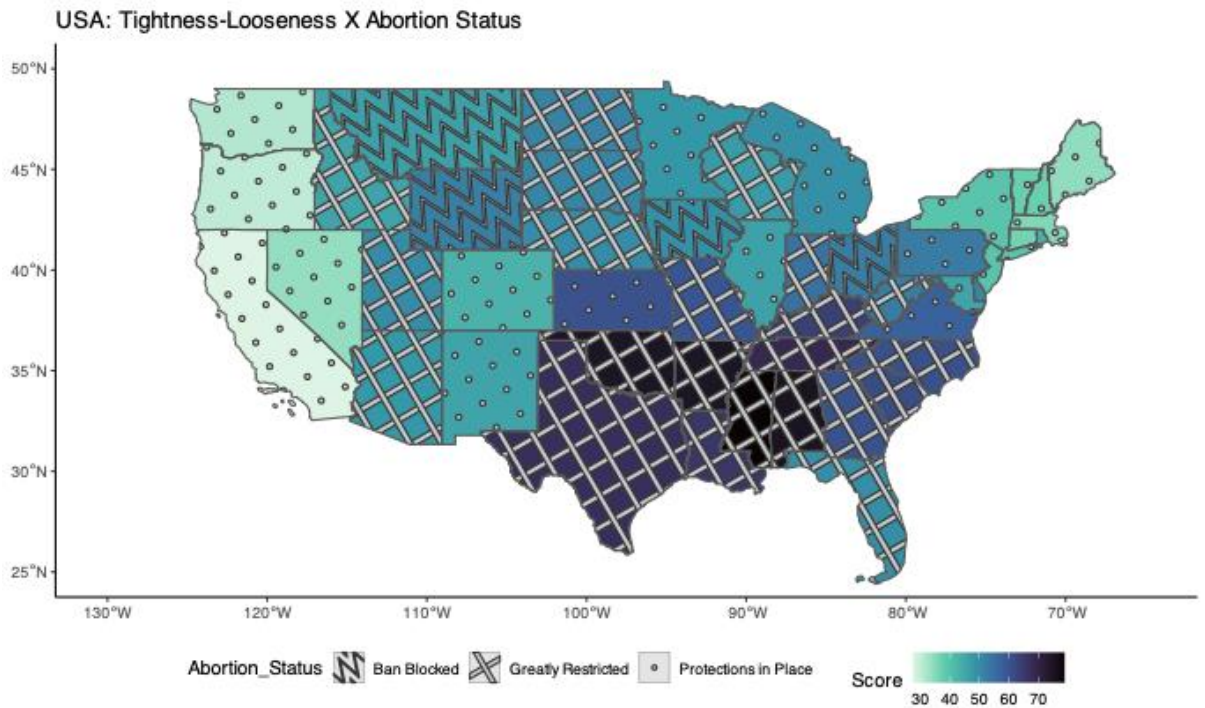 USA: Tightness-Looseness X Abortion Status
50°N
45°N
40°N
35°N
30°N
25°N
130°W 120°W 110°W 100°W 90°W 80°W 70°W
Abortion_Status Ban Blocked Greatly Restricted Protections in Place
Score 30 40 50 60 70